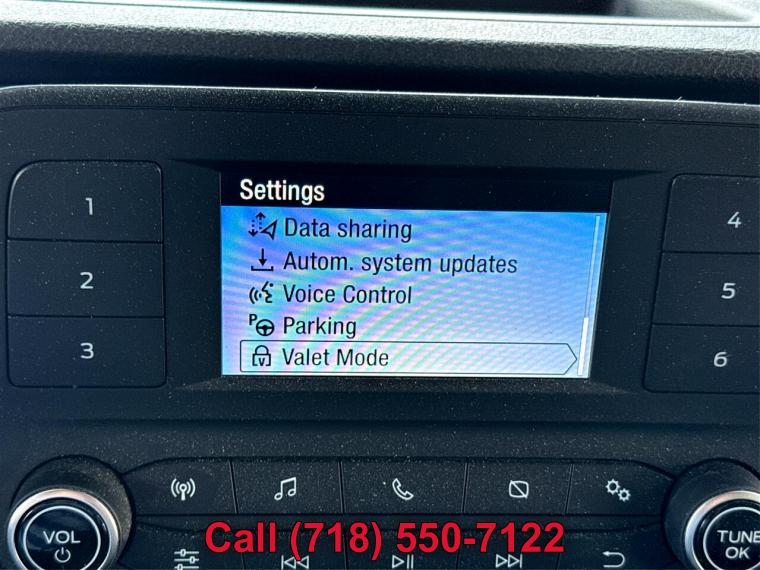 Settings
Data sharing
Autom. system updates
Voice Control
P Parking
V Valet Mode
1
2
3
4
5
6
VOL
TUNE
OK
Call (718) 550-7122